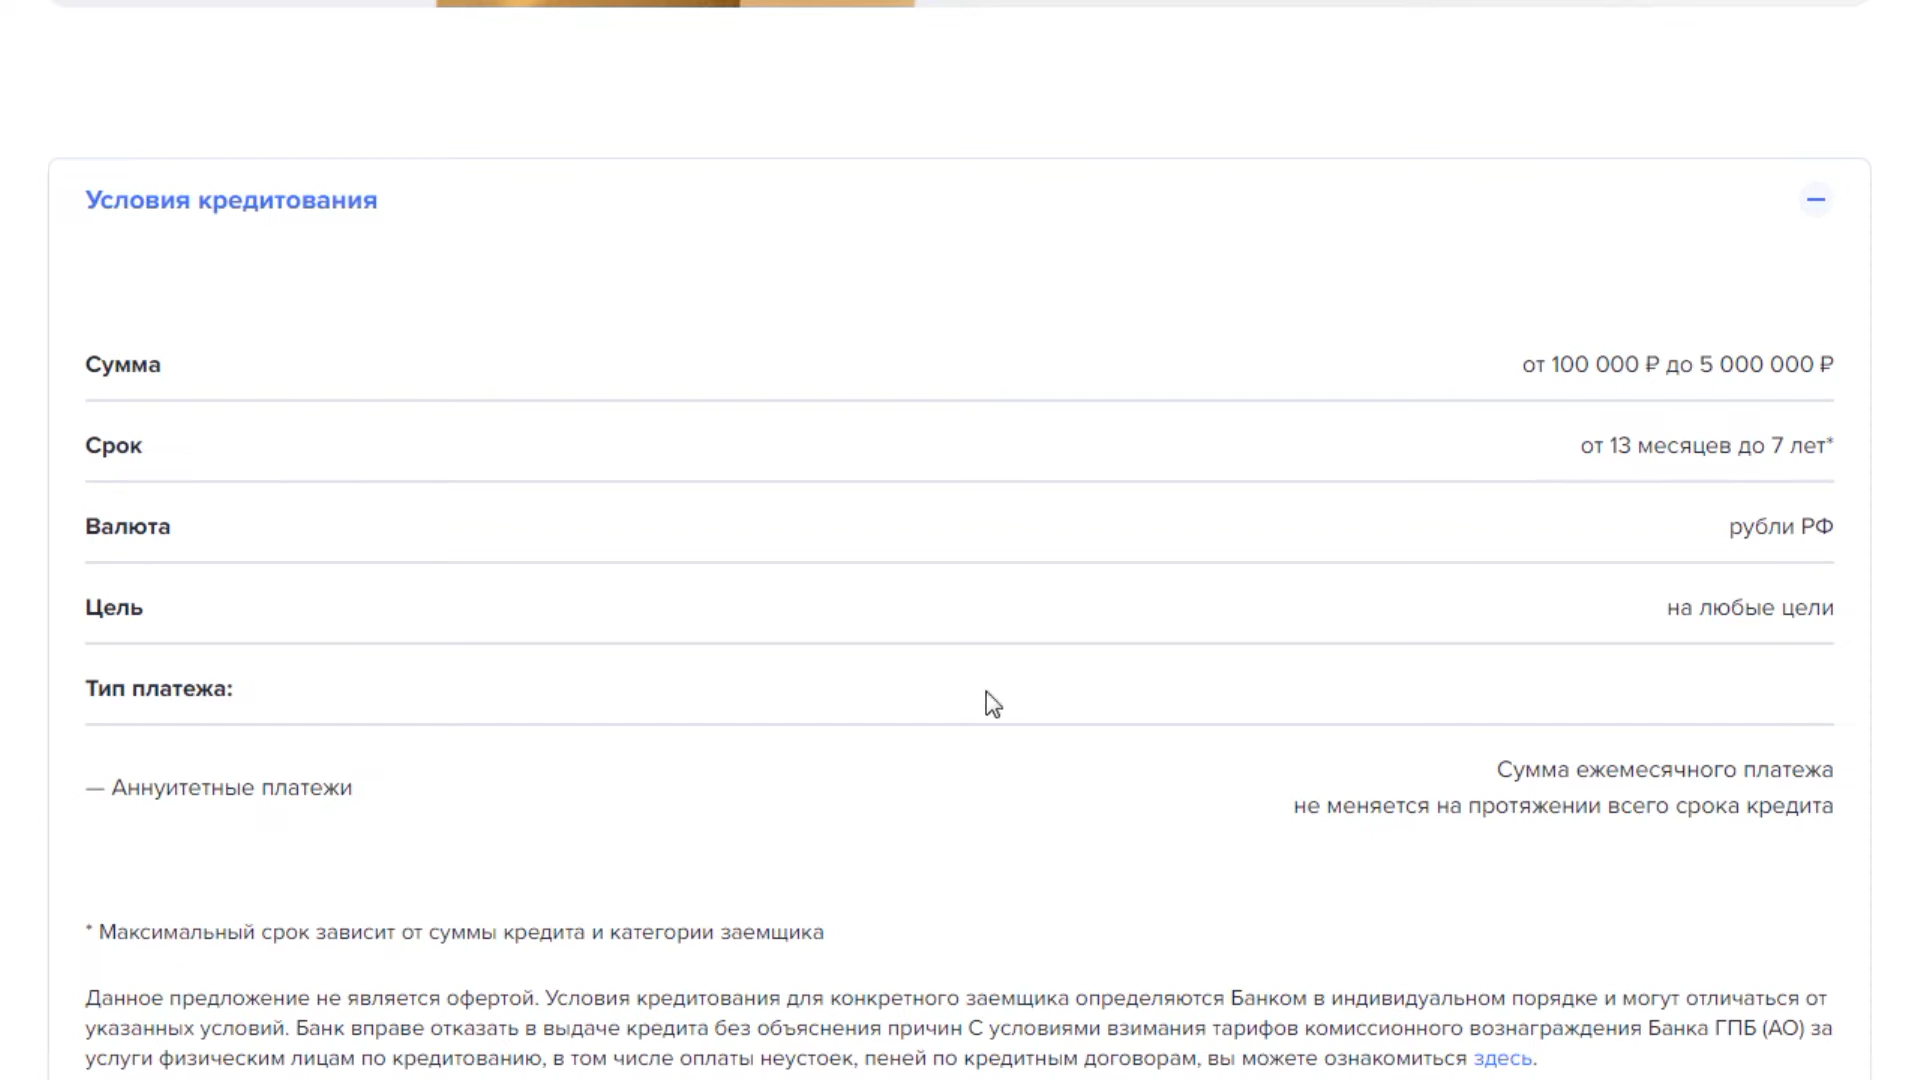 Условия кредитования
Сумма
от 100 000 ₽ до 5 000 000 ₽
Срок
от 13 месяцев до 7 лет*
Валюта
рубли РФ
Цель
на любые цели
Тип платежа:
— Аннуитетные платежи
Сумма ежемесячного платежа
не меняется на протяжении всего срока кредита
* Максимальный срок зависит от суммы кредита и категории заемщика
Данное предложение не является офертой. Условия кредитования для конкретного заемщика определяются Банком в индивидуальном порядке и могут отличаться от
указанных условий. Банк вправе отказать в выдаче кредита без объяснения причин С условиями взимания тарифов комиссионного вознаграждения Банка ГПБ (АО) за
услуги физическим лицам по кредитованию, в том числе оплаты неустоек, пеней по кредитным договорам, вы можете ознакомиться здесь.